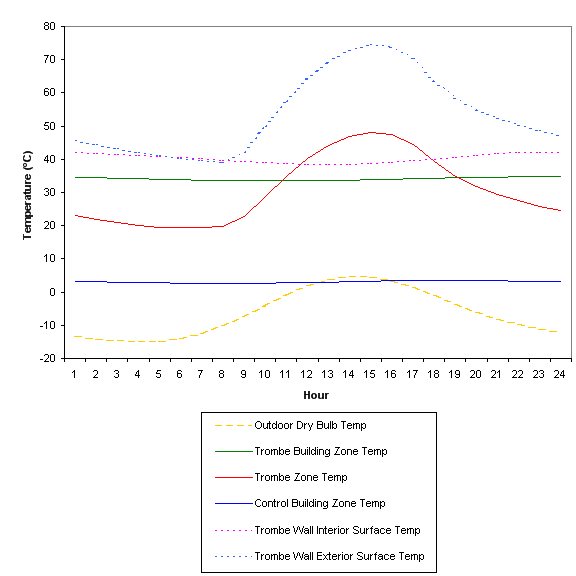 80
70
60
50
40
30
20
10
0
-10
-20
Temperature (ºC)
1 2 3 4 5 6 7 8 9 10 11 12 13 14 15 16 17 18 19 20 21 22 23 24
Hour
Outdoor Dry Bulb Temp
Trombe Building Zone Temp
Trombe Zone Temp
Control Building Zone Temp
Trombe Wall Interior Surface Temp
Trombe Wall Exterior Surface Temp